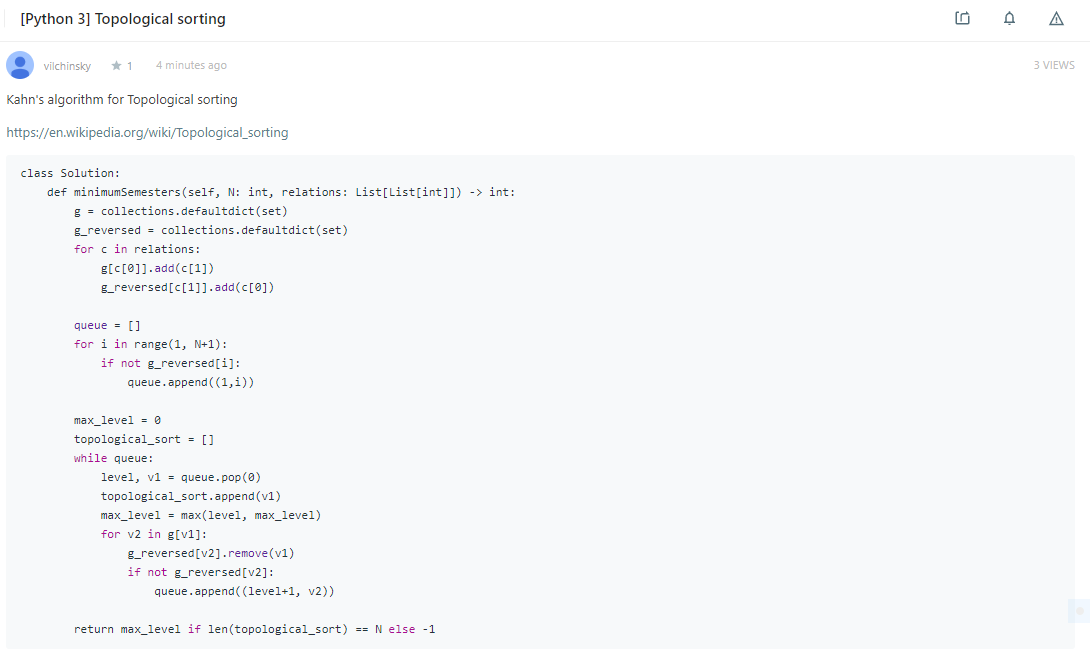 [Python 3] Topological sorting
vilchinsky ★ 1 4 minutes ago 3 VIEWS
Kahn's algorithm for Topological sorting
https://en.wikipedia.org/wiki/Topological_sorting
class Solution:
    def minimumSemesters(self, N: int, relations: List[List[int]]) -> int:
        g = collections.defaultdict(set)
        g_reversed = collections.defaultdict(set)
        for c in relations:
            g[c[0]].add(c[1])
            g_reversed[c[1]].add(c[0])
        queue = []
        for i in range(1, N+1):
            if not g_reversed[i]:
                queue.append((1,i))
        max_level = 0
        topological_sort = []
        while queue:
            level, v1 = queue.pop(0)
            topological_sort.append(v1)
            max_level = max(level, max_level)
            for v2 in g[v1]:
                g_reversed[v2].remove(v1)
                if not g_reversed[v2]:
                    queue.append((level+1, v2))
        return max_level if len(topological_sort) == N else -1